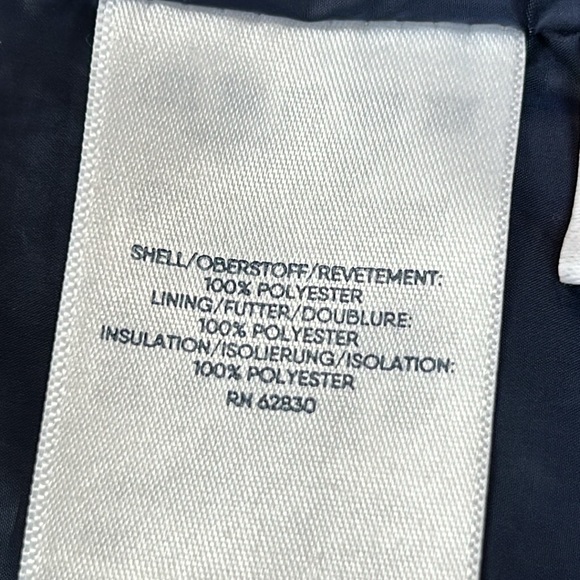 SHELL/OBERSTOFF/REVETEMENT:
100% POLYESTER
LINING/FUTTER/DOUBLURE:
100% POLYESTER
INSULATION/ISOLIERUNG/ISOLATION:
100% POLYESTER
RN 62830